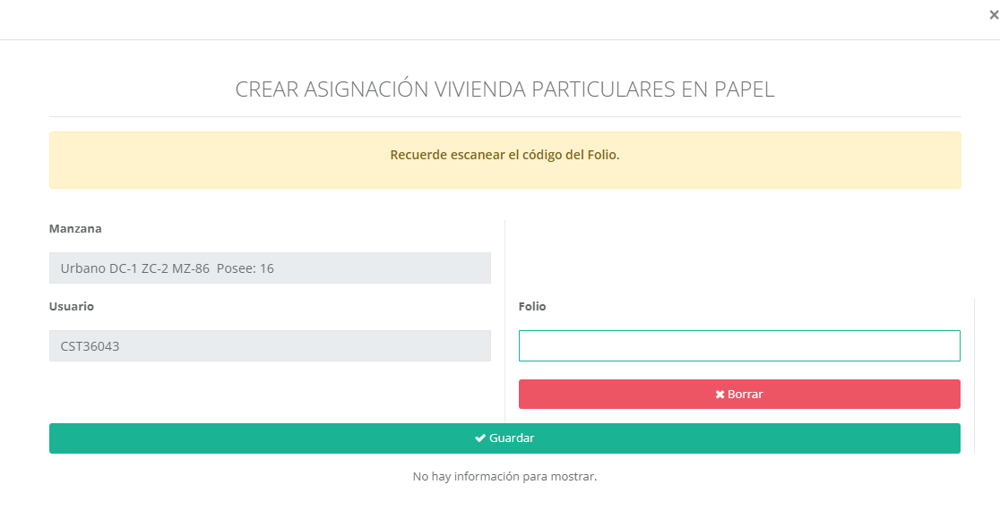 CREAR ASIGNACIÓN VIVIENDA PARTICULARES EN PAPEL
Recuerde escanear el código del Folio.
Manzana
Urbano DC-1 ZC-2 MZ-86 Posee: 16
Usuario
CST36043
Folio
Borrar
Guardar
No hay información para mostrar.